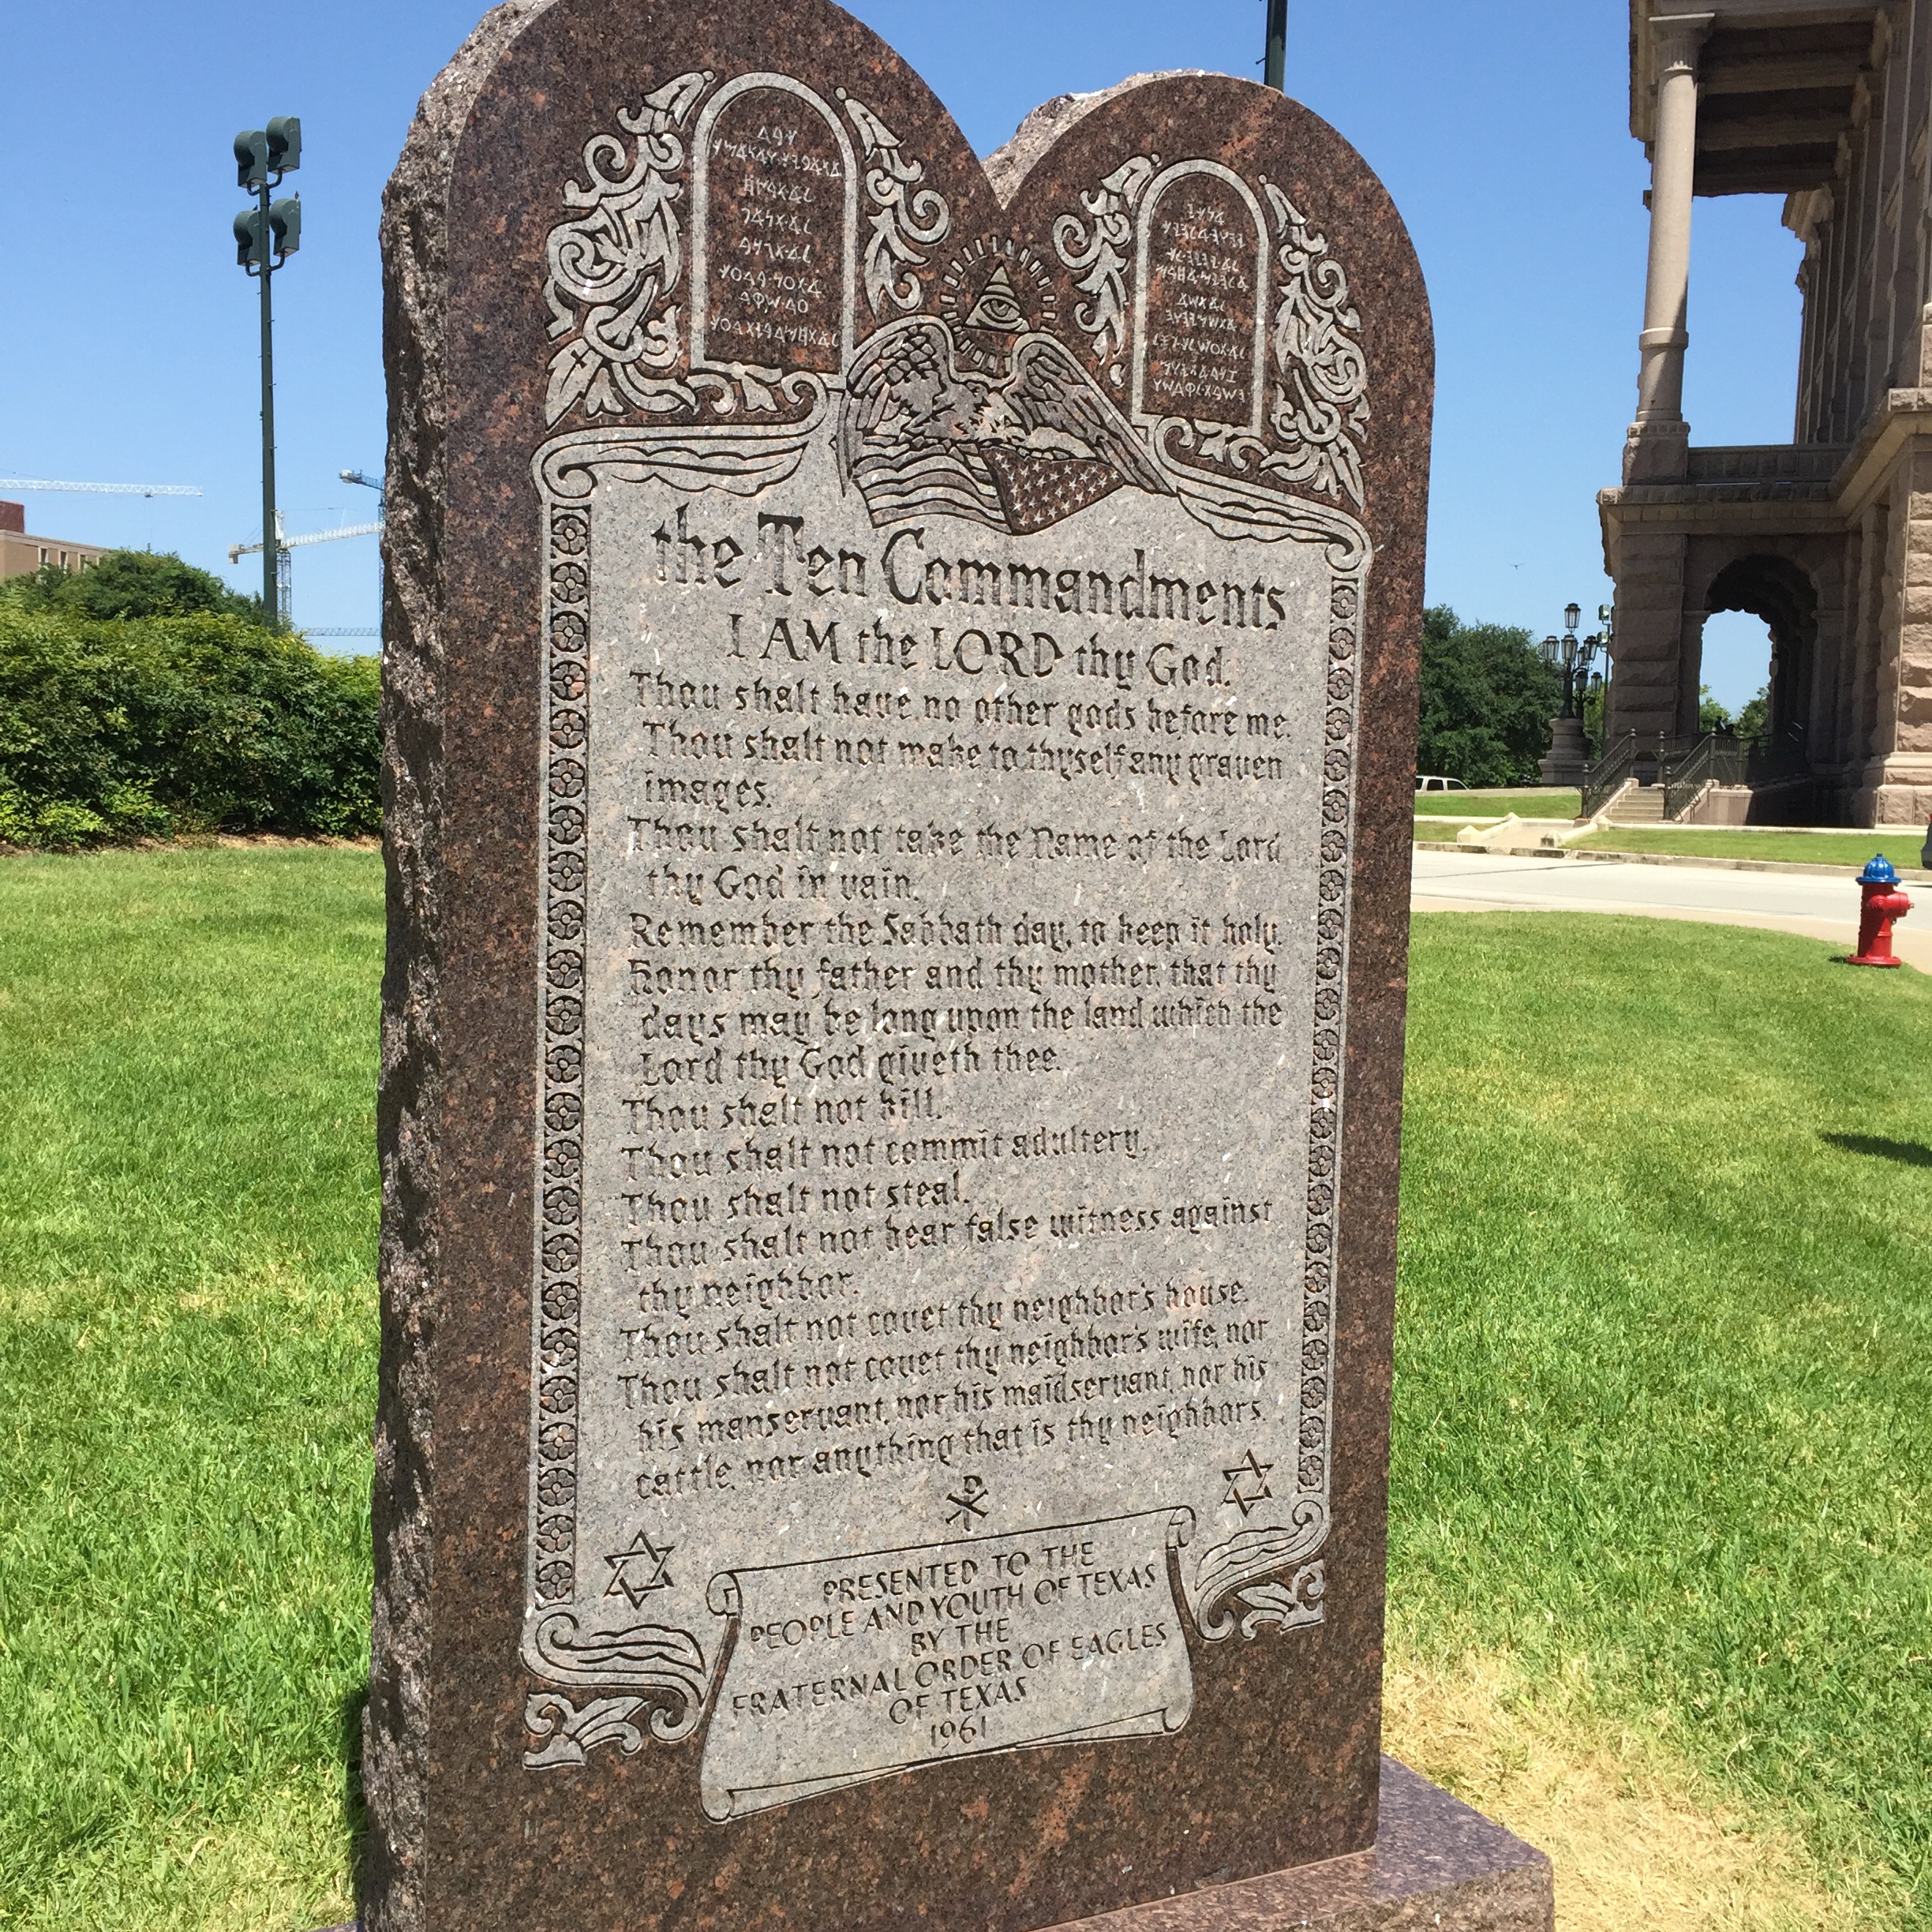 the Ten Commandments
I AM the LORD thy God.
Thou shalt have no other gods before me.
Thou shalt not make to thyself any graven
images.
Thou shalt not take the Name of the Lord
thy God in vain.
Remember the Sabbath day, to keep it holy.
Honor thy father and thy mother, that thy
days may be long upon the land which the
Lord thy God giveth thee.
Thou shalt not kill.
Thou shalt not commit adultery.
Thou shalt not steal.
Thou shalt not bear false witness against
thy neighbor.
Thou shalt not covet thy neighbor's house.
Thou shalt not covet thy neighbor's wife, nor
his manservant, nor his maidservant, nor his
cattle, nor anything that is thy neighbor's.
PRESENTED TO THE
PEOPLE AND YOUTH OF TEXAS
BY THE
FRATERNAL ORDER OF EAGLES
OF TEXAS
1961